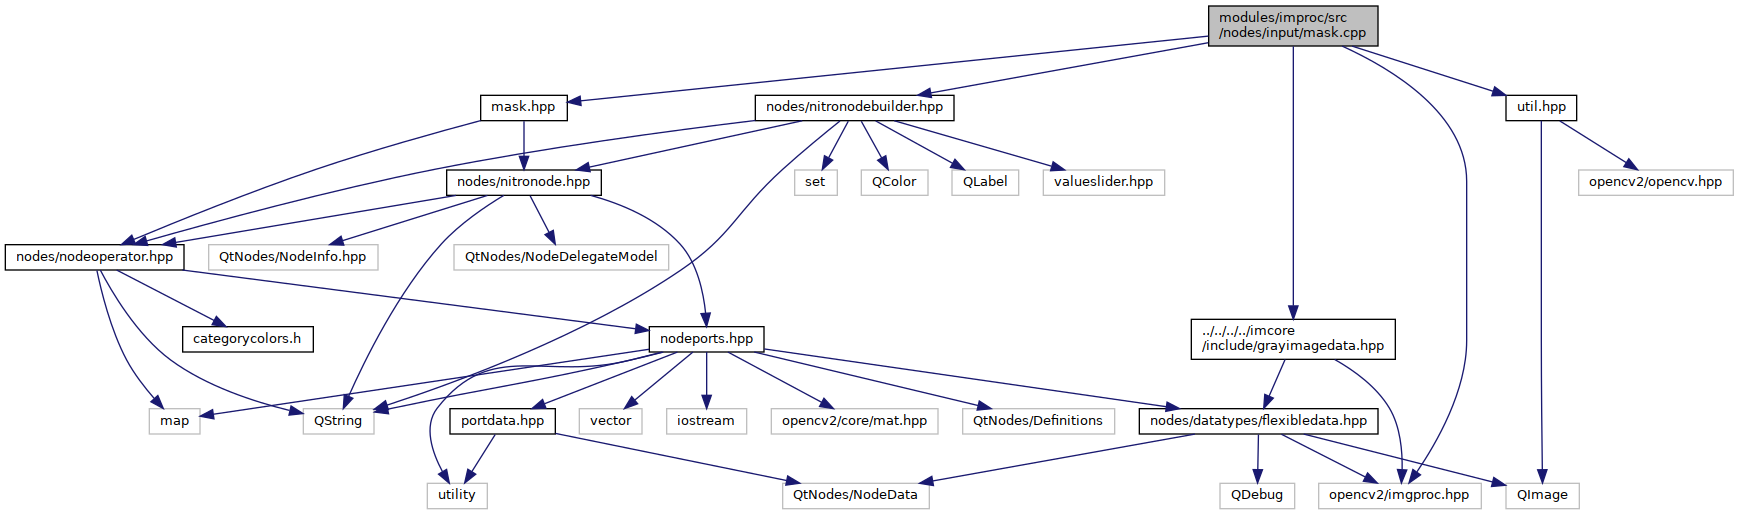 modules/improc/src
/nodes/input/mask.cpp
mask.hpp
nodes/nitronodebuilder.hpp
util.hpp
nodes/nitronode.hpp
set
QColor
QLabel
valueslider.hpp
opencv2/opencv.hpp
nodes/nodeoperator.hpp
QtNodes/NodeInfo.hpp
QtNodes/NodeDelegateModel
categorycolors.h
nodeports.hpp
../../../../imcore
/include/grayimagedata.hpp
map
QString
portdata.hpp
vector
iostream
opencv2/core/mat.hpp
QtNodes/Definitions
nodes/datatypes/flexibledata.hpp
utility
QtNodes/NodeData
QDebug
opencv2/imgproc.hpp
QImage